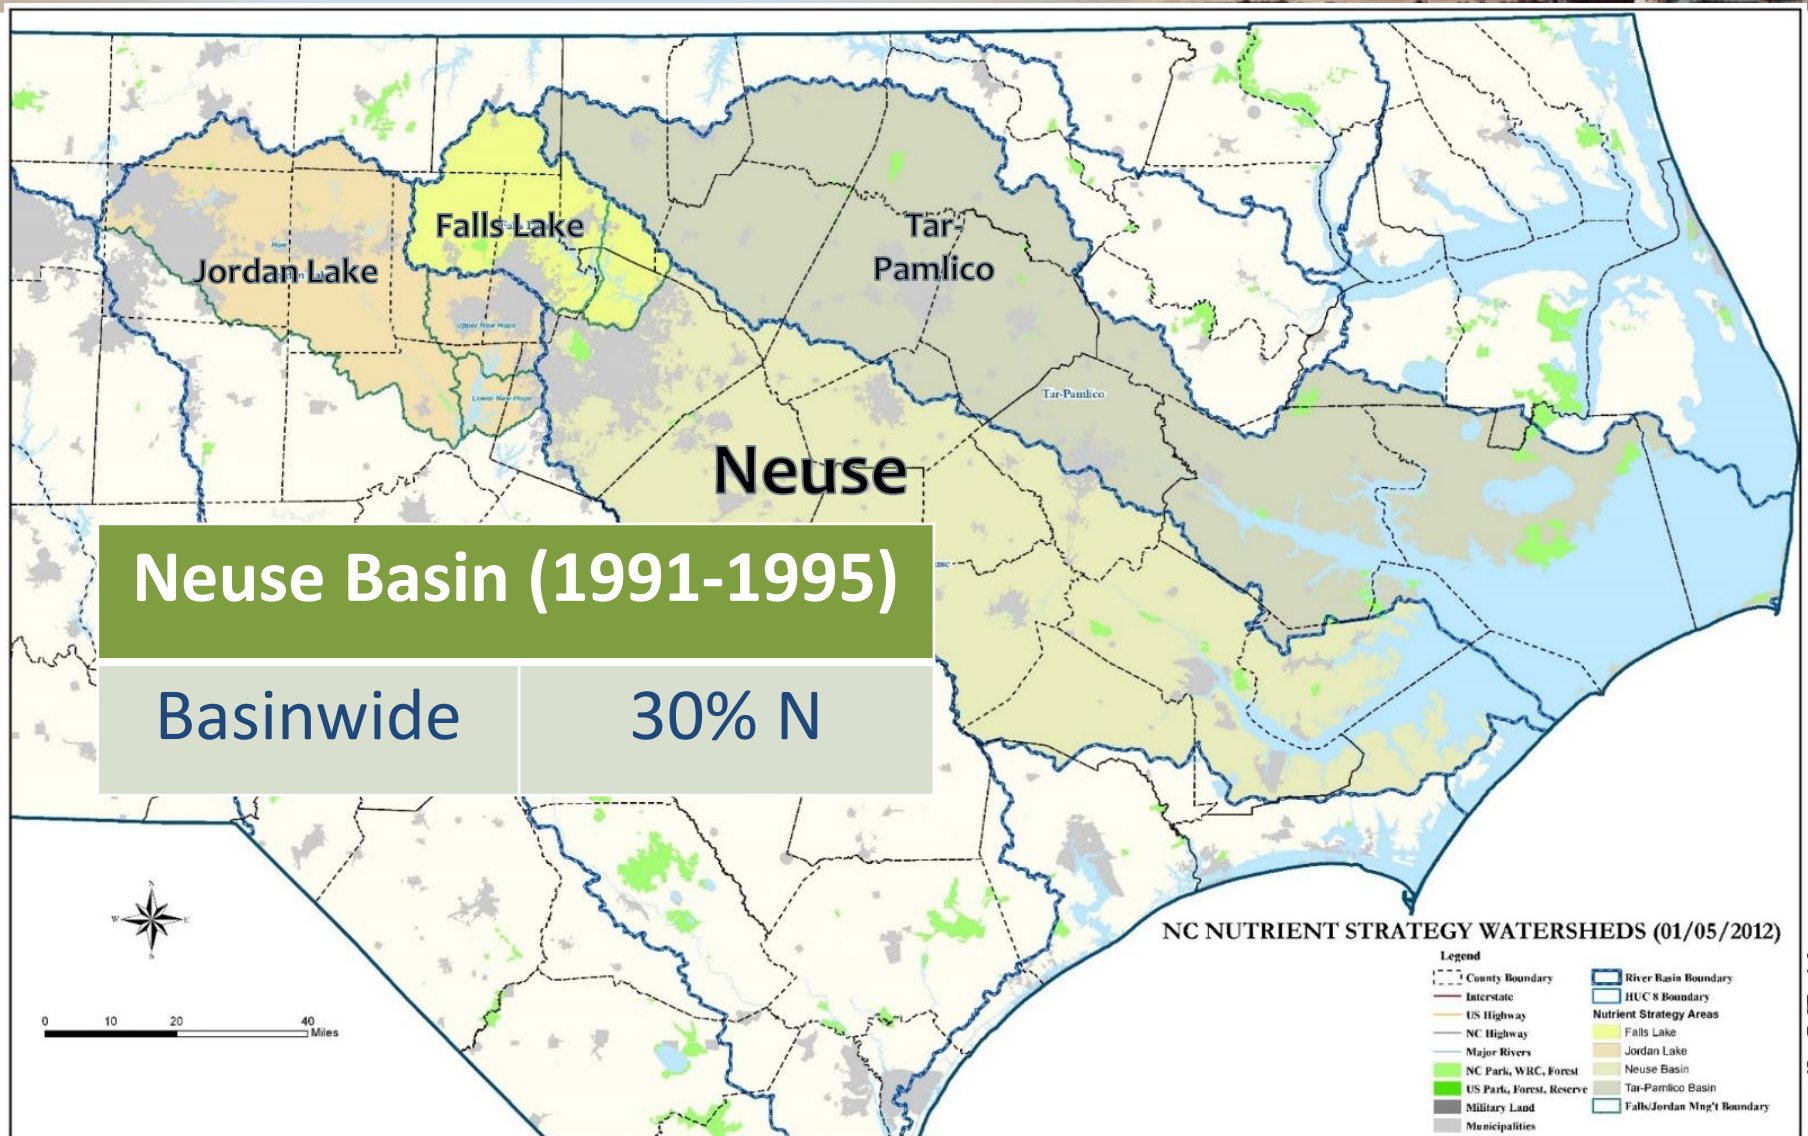 Falls Lake
Jordan Lake
Tar-
Pamlico
Haw
Upper New Hope
Lower New Hope
Tar-Pamlico
Neuse
Neuse Basin (1991-1995)
Basinwide
30% N
N
W
E
S
0 10 20 40
Miles
NC NUTRIENT STRATEGY WATERSHEDS (01/05/2012)
Legend
County Boundary
Interstate
US Highway
NC Highway
Major Rivers
NC Park, WRC, Forest
US Park, Forest, Reserve
Military Land
Municipalities
River Basin Boundary
HUC 8 Boundary
Nutrient Strategy Areas
Falls Lake
Jordan Lake
Neuse Basin
Tar-Pamlico Basin
Falls/Jordan Mng't Boundary